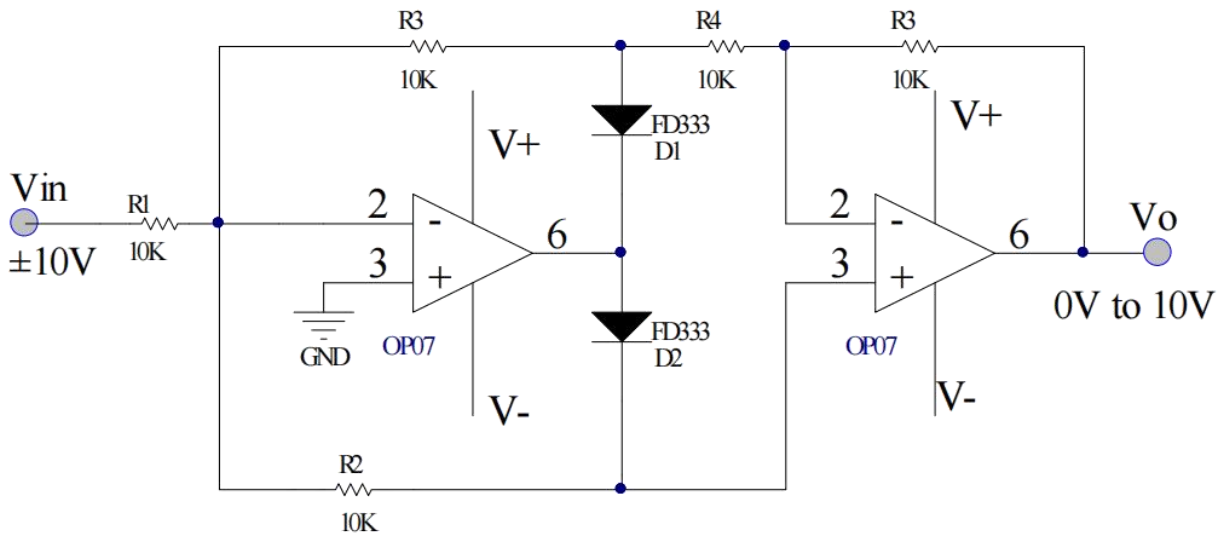 R3
R4
R3
10K
10K
10K
V+
FD333
D1
V+
Vin
R1
10K
±10V
2
-
3
+
6
GND
OP07
V-
FD333
D2
2
-
3
+
6
OP07
V-
Vo
0V to 10V
R2
10K